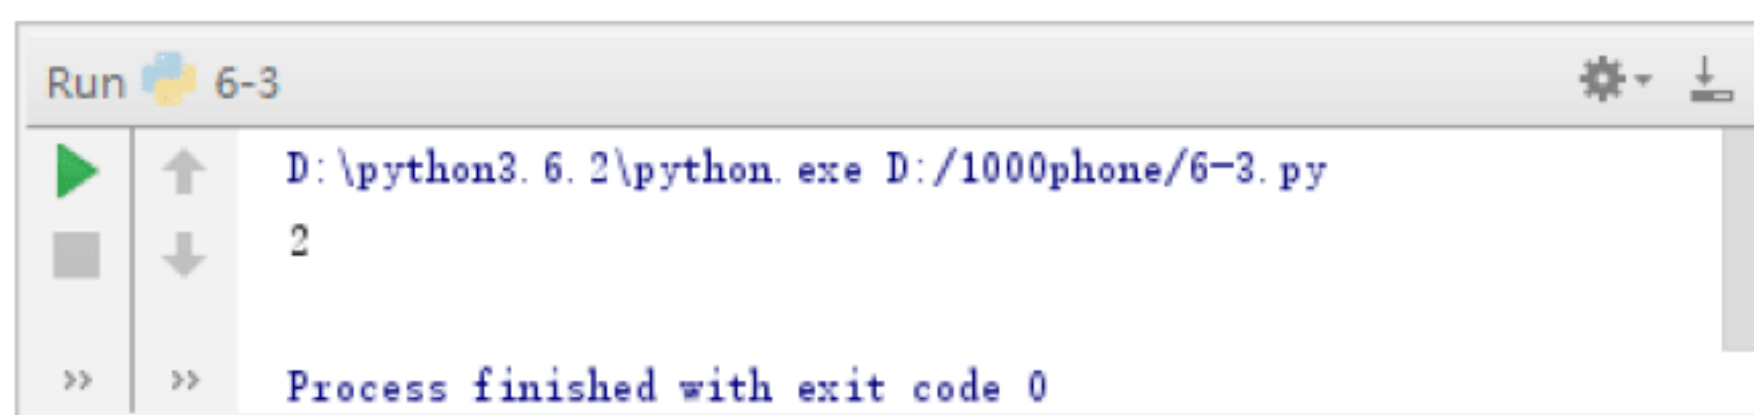 Run 6-3
D:\python3.6.2\python.exe D:/1000phone/6-3.py
2
Process finished with exit code 0